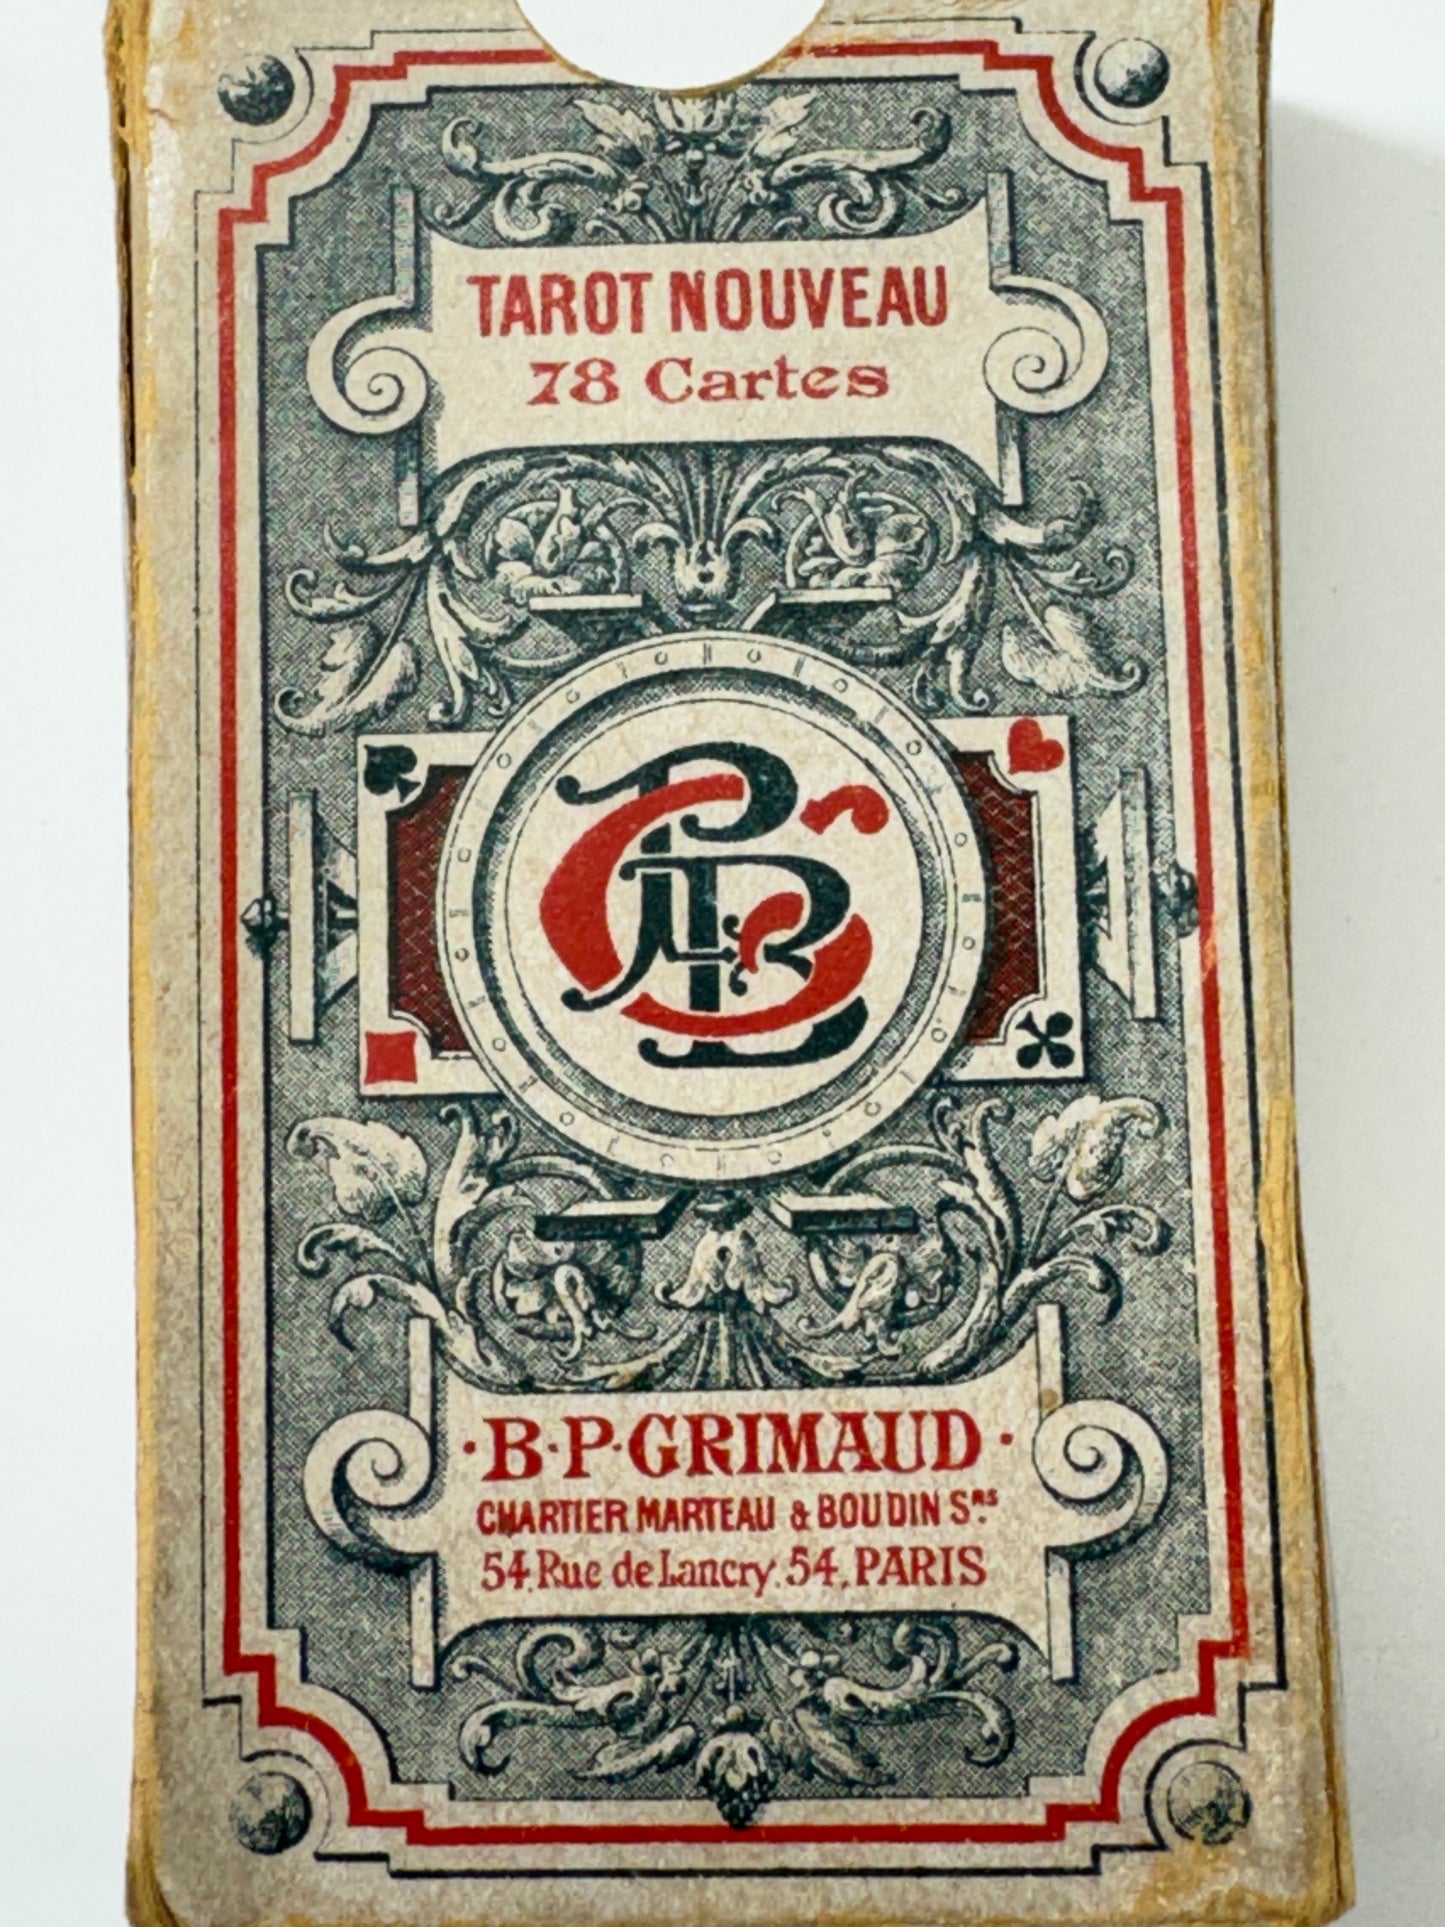 TAROT NOUVEAU
78 Cartes
·B·P·GRIMAUD·
CHARTIER MARTEAU & BOUDIN Srs
54, Rue de Lancry. 54, PARIS